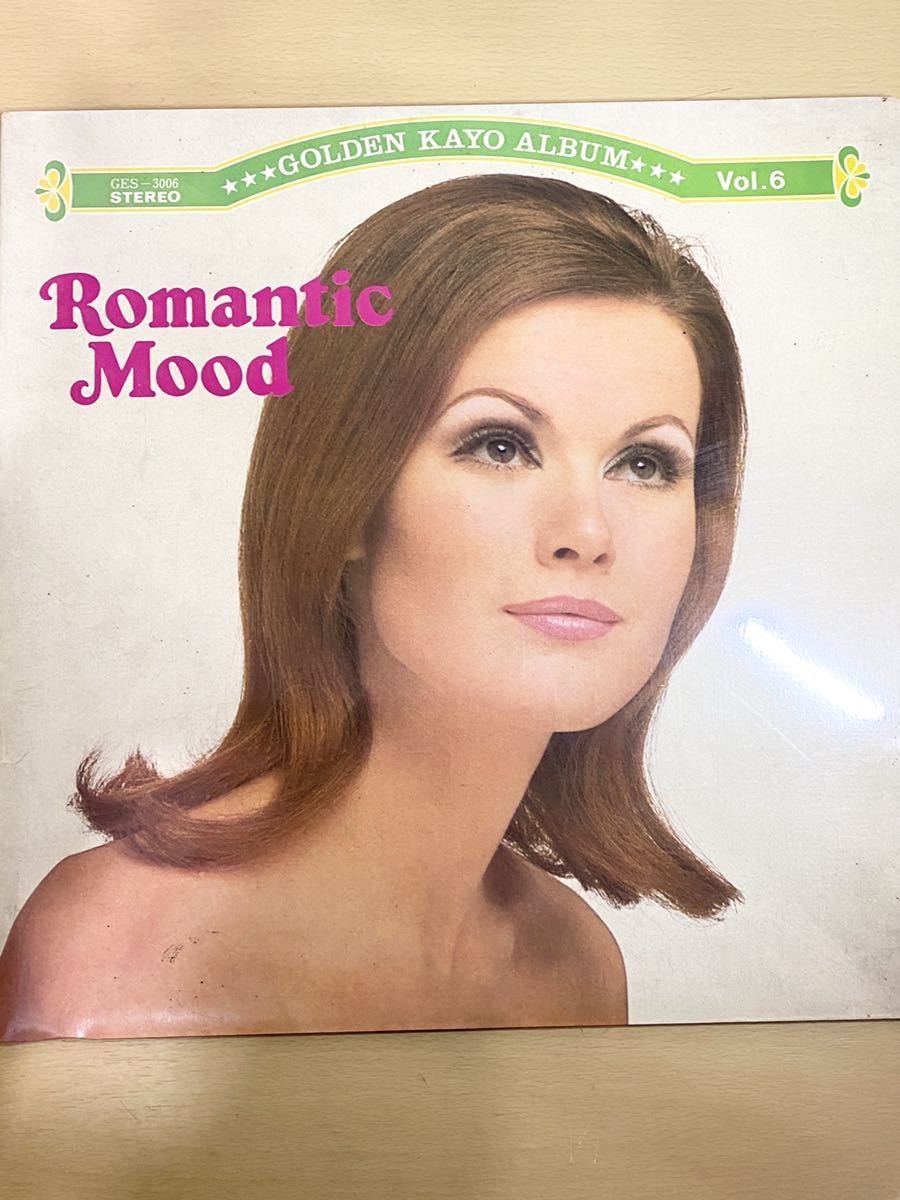 GES-3006
STEREO
★★★GOLDEN KAYO ALBUM★★★
Vol.6
Romantic
Mood